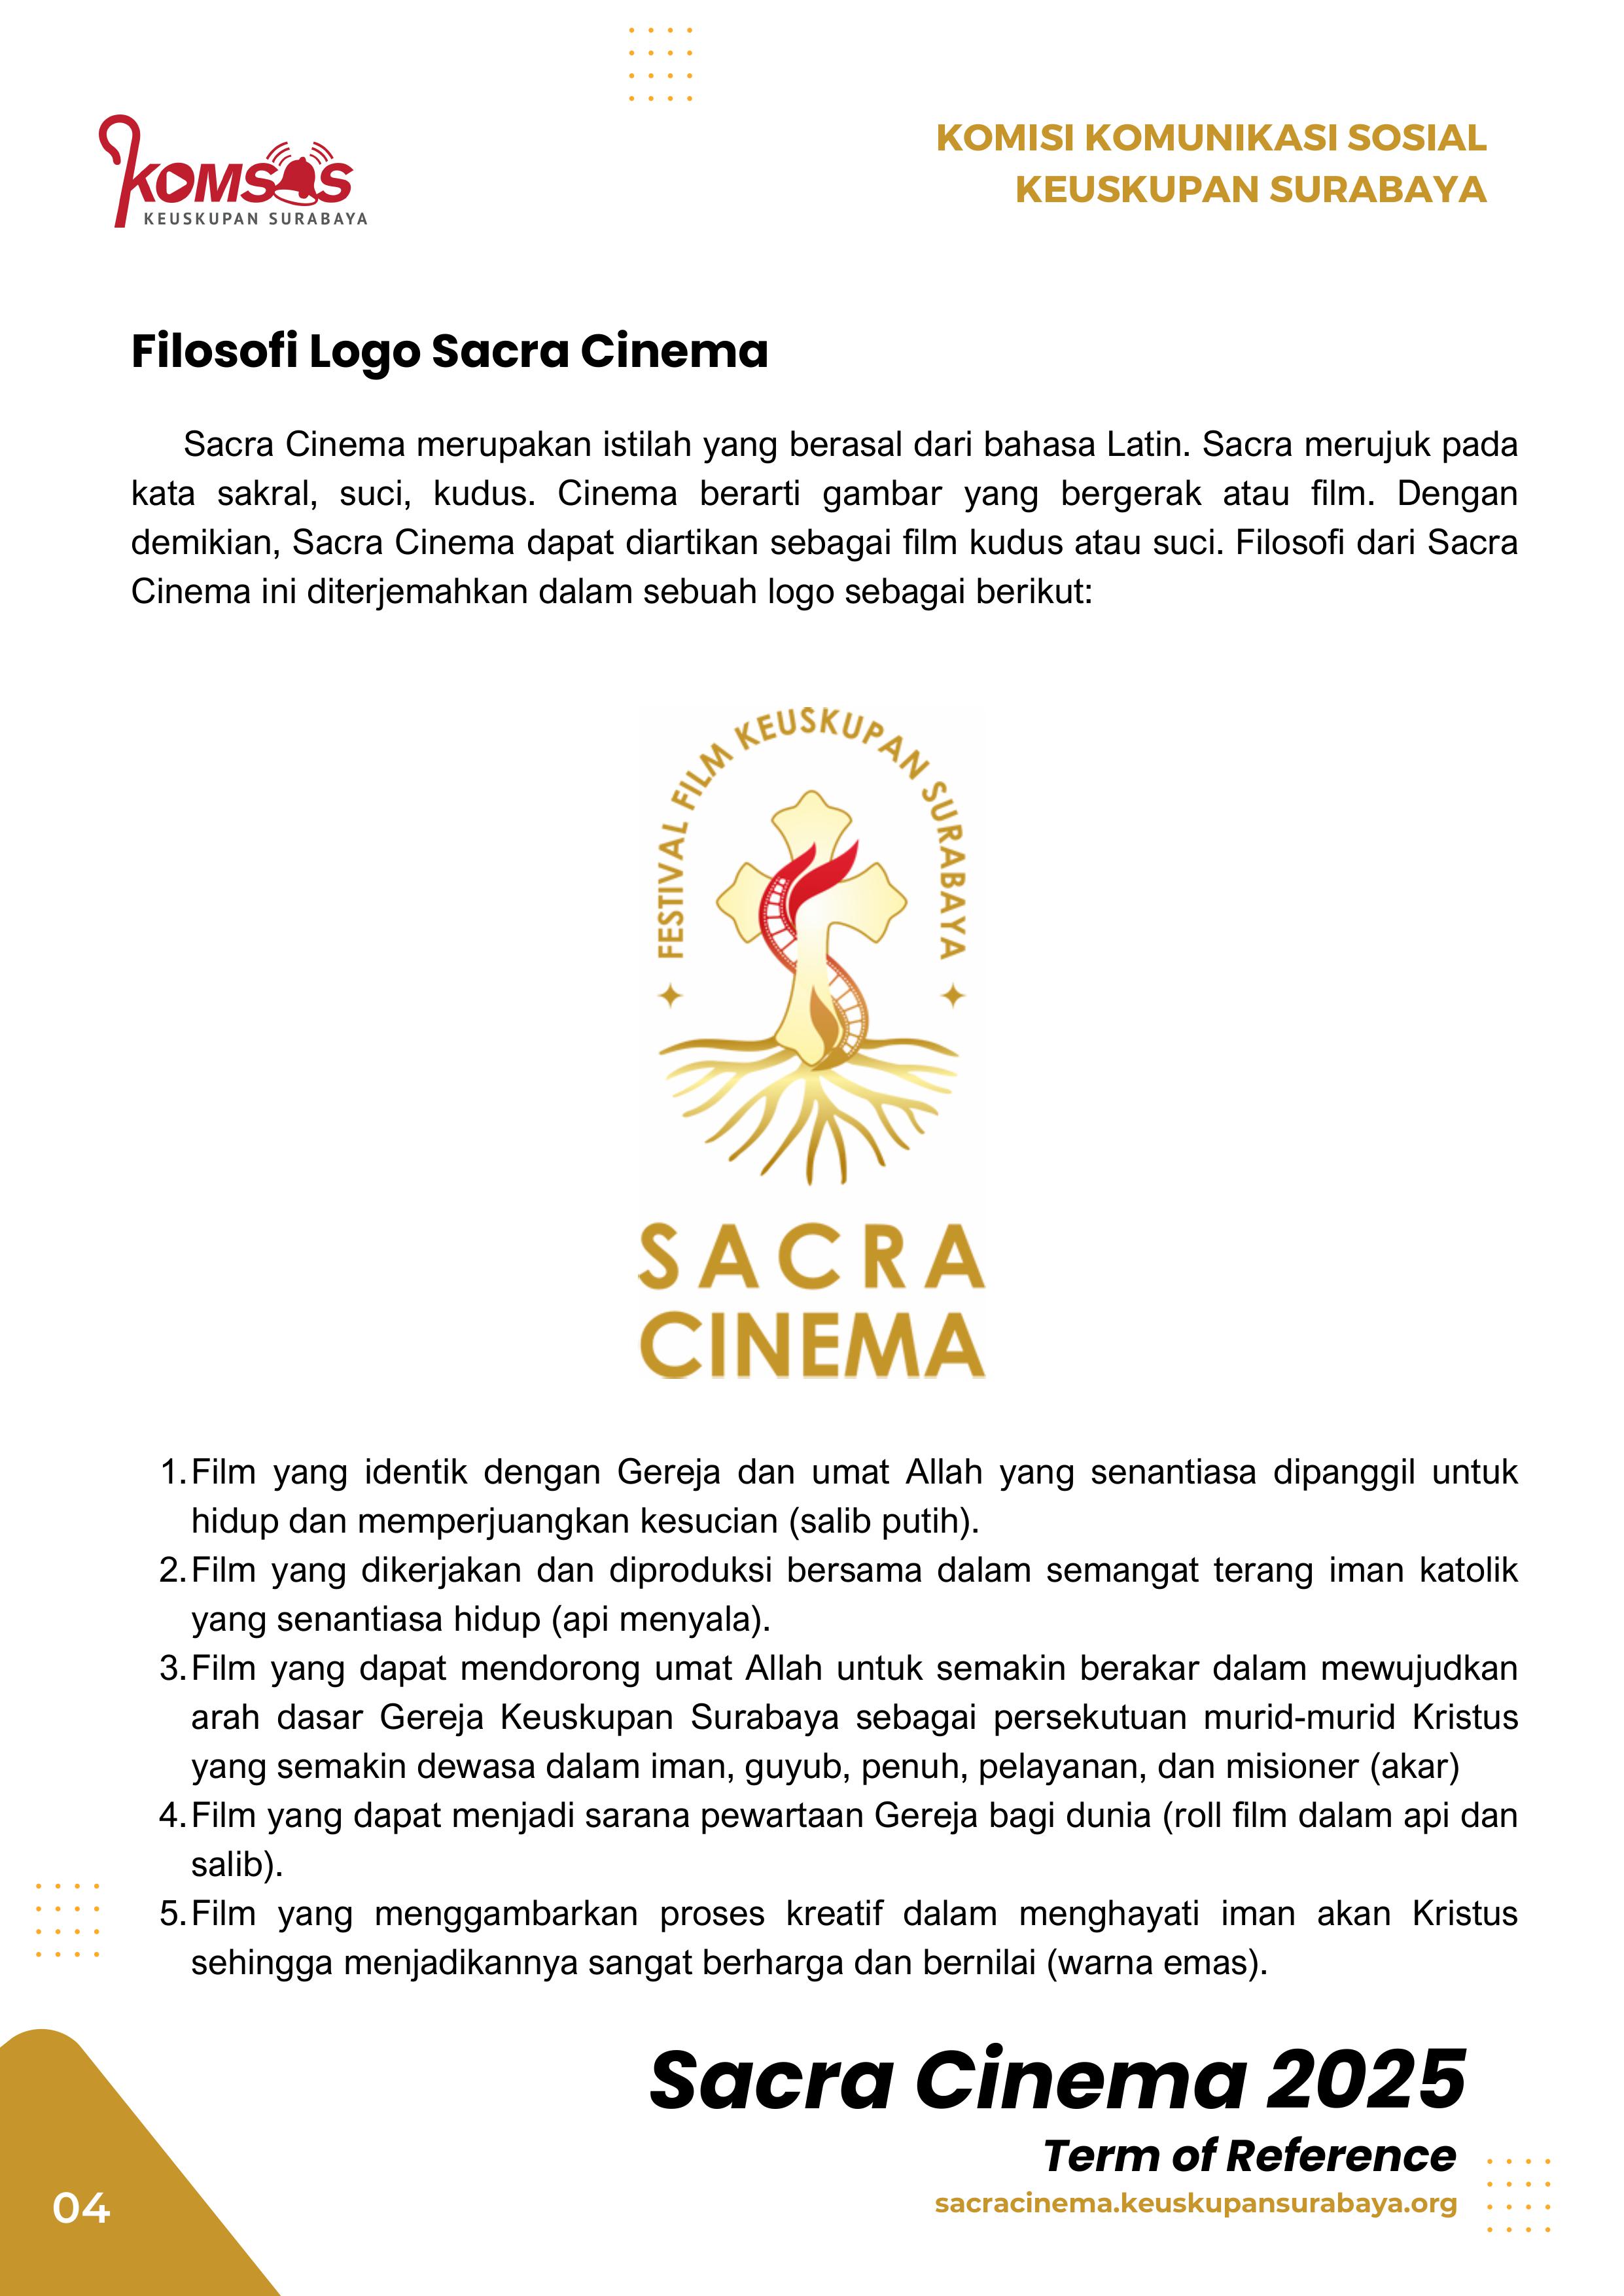 KOMSOS
KEUSKUPAN SURABAYA
KOMISI KOMUNIKASI SOSIAL
KEUSKUPAN SURABAYA
Filosofi Logo Sacra Cinema
Sacra Cinema merupakan istilah yang berasal dari bahasa Latin. Sacra merujuk pada
kata sakral, suci, kudus. Cinema berarti gambar yang bergerak atau film. Dengan
demikian, Sacra Cinema dapat diartikan sebagai film kudus atau suci. Filosofi dari Sacra
Cinema ini diterjemahkan dalam sebuah logo sebagai berikut:
FESTIVAL FILM KEUSKUPAN SURABAYA
SACRA
CINEMA
1. Film yang identik dengan Gereja dan umat Allah yang senantiasa dipanggil untuk
hidup dan memperjuangkan kesucian (salib putih).
2. Film yang dikerjakan dan diproduksi bersama dalam semangat terang iman katolik
yang senantiasa hidup (api menyala).
3. Film yang dapat mendorong umat Allah untuk semakin berakar dalam mewujudkan
arah dasar Gereja Keuskupan Surabaya sebagai persekutuan murid-murid Kristus
yang semakin dewasa dalam iman, guyub, penuh, pelayanan, dan misioner (akar)
4. Film yang dapat menjadi sarana pewartaan Gereja bagi dunia (roll film dalam api dan
salib).
5. Film yang menggambarkan proses kreatif dalam menghayati iman akan Kristus
sehingga menjadikannya sangat berharga dan bernilai (warna emas).
Sacra Cinema 2025
Term of Reference
sacracinema.keuskupansurabaya.org
04